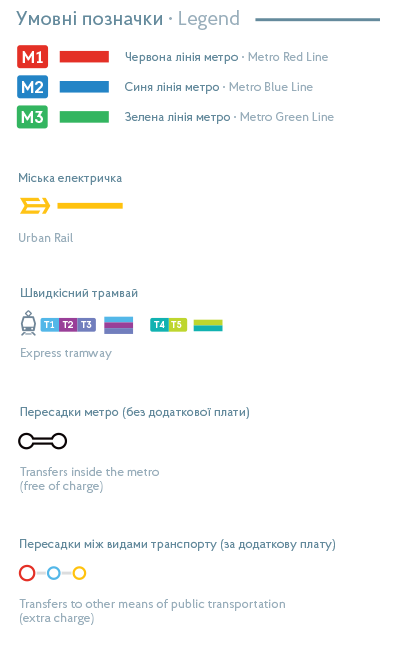 Умовні позначки · Legend
M1 Червона лінія метро · Metro Red Line
M2 Синя лінія метро · Metro Blue Line
M3 Зелена лінія метро · Metro Green Line
Міська електричка
Urban Rail
Швидкісний трамвай
T1 T2 T3 T4 T5
Express tramway
Пересадки метро (без додаткової плати)
Transfers inside the metro
(free of charge)
Пересадки між видами транспорту (за додаткову плату)
Transfers to other means of public transportation
(extra charge)